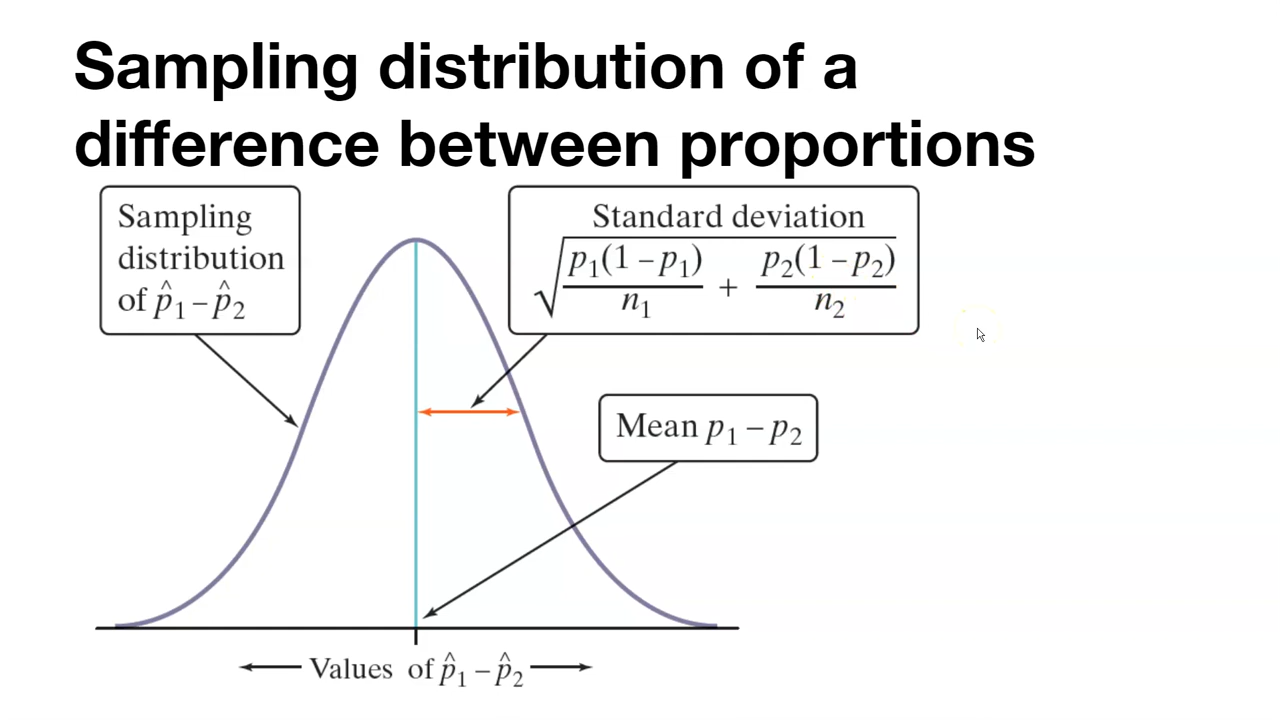 Sampling distribution of a
difference between proportions
Sampling
distribution
of p̂₁ – p̂₂
Standard deviation
√(p₁(1 – p₁)/n₁ + p₂(1 – p₂)/n₂)
Mean p₁ – p₂
Values of p̂₁ – p̂₂